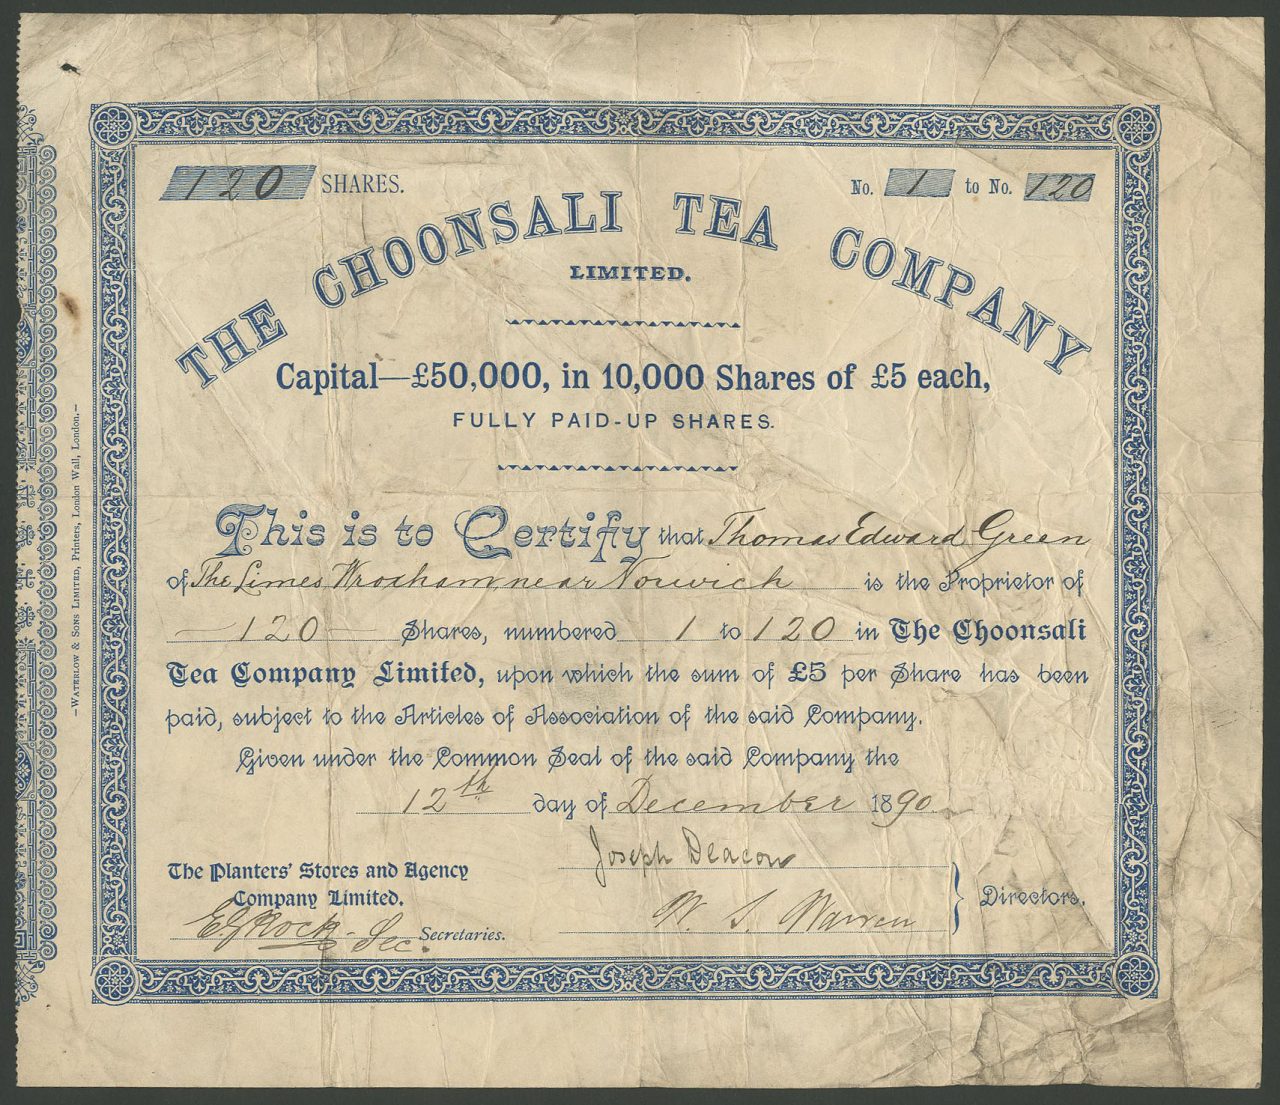 120 SHARES. No. 1 to No. 120
THE CHOONSALI TEA COMPANY
LIMITED.
Capital—£50,000, in 10,000 Shares of £5 each,
FULLY PAID-UP SHARES.
This is to Certify that Thomas Edward Green
of The Limes Wroxham near Norwich is the Proprietor of
—120— Shares, numbered 1 to 120 in The Choonsali
Tea Company Limited, upon which the sum of £5 per Share has been
paid, subject to the Articles of Association of the said Company.
Given under the Common Seal of the said Company the
12th day of December 1890
Joseph Deacon
The Planters' Stores and Agency
Company Limited.
W. S. Warren
Directors.
E G Rock - Sec. Secretaries.
—WATERLOW & SONS LIMITED, Printers, London Wall, London.—